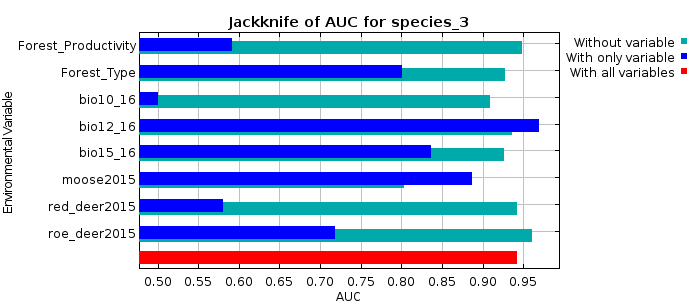 Jackknife of AUC for species_3
Without variable
With only variable
With all variables
Environmental Variable
Forest_Productivity
Forest_Type
bio10_16
bio12_16
bio15_16
moose2015
red_deer2015
roe_deer2015
0.50 0.55 0.60 0.65 0.70 0.75 0.80 0.85 0.90 0.95
AUC